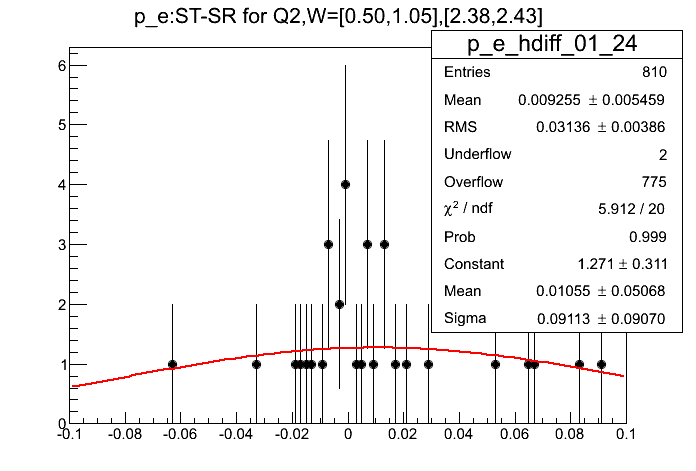 p_e:ST-SR for Q2,W=[0.50,1.05],[2.38,2.43]
p_e_hdiff_01_24
Entries 810
Mean 0.009255 ± 0.005459
RMS 0.03136 ± 0.00386
Underflow 2
Overflow 775
χ² / ndf 5.912 / 20
Prob 0.999
Constant 1.271 ± 0.311
Mean 0.01055 ± 0.05068
Sigma 0.09113 ± 0.09070
6
5
4
3
2
1
0
-0.1 -0.08 -0.06 -0.04 -0.02 0 0.02 0.04 0.06 0.08 0.1